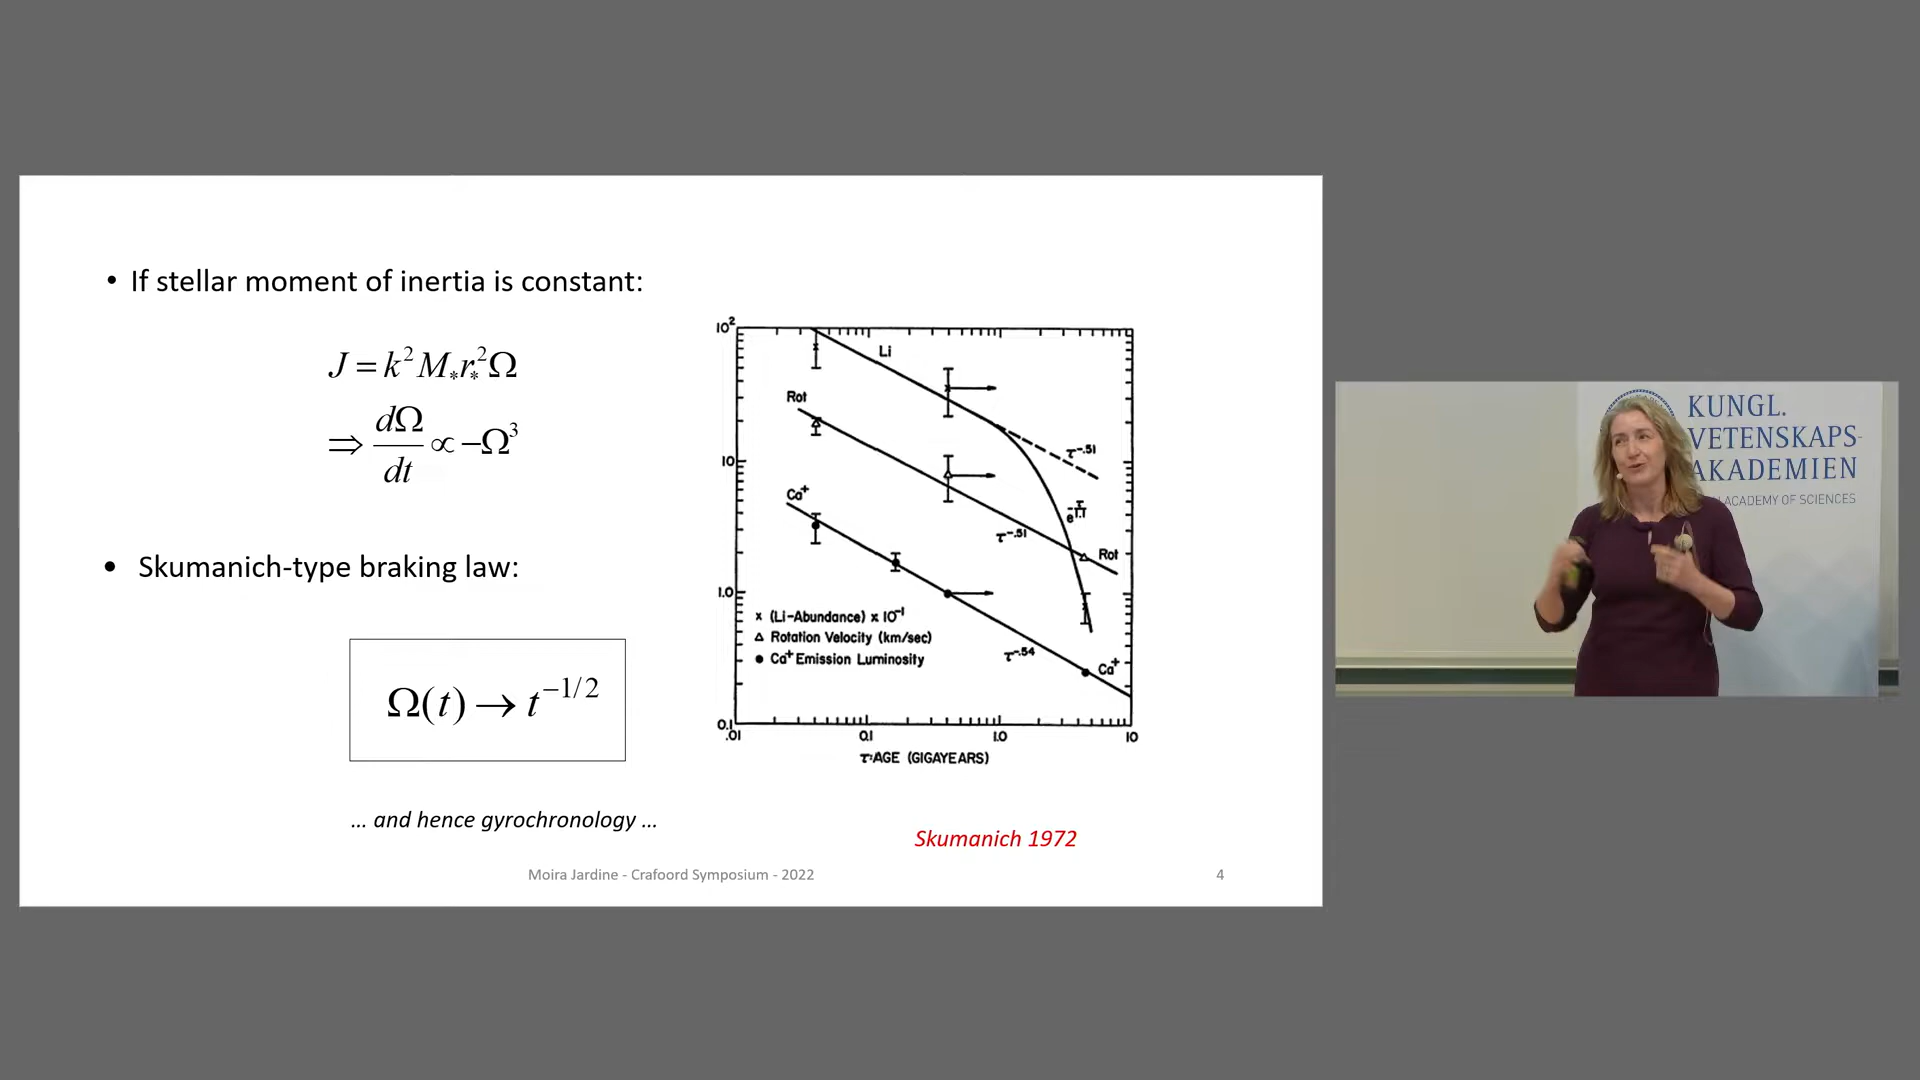 • If stellar moment of inertia is constant:
J = k²M⁎r⁎²Ω
⇒ dΩ/dt ∝ −Ω³
• Skumanich-type braking law:
Ω(t) → t^−1/2
... and hence gyrochronology ...
10²
10
1.0
0.1
.01
0.1
1.0
10
Li
Rot
Ca⁺
τ^-.51
τ^-.51
Rot
τ^-.54
Ca⁺
x (Li-Abundance) x 10⁻¹
△ Rotation Velocity (km/sec)
● Ca⁺ Emission Luminosity
τ:AGE (GIGAYEARS)
Skumanich 1972
Moira Jardine - Crafoord Symposium - 2022
4
KUNGL.
VETENSKAPS-
AKADEMIEN
ACADEMY OF SCIENCES